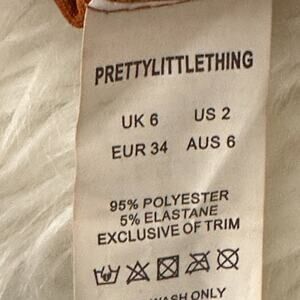 PRETTYLITTLETHING
UK 6 US 2
EUR 34 AUS 6
95% POLYESTER
5% ELASTANE
EXCLUSIVE OF TRIM
WASH ONLY